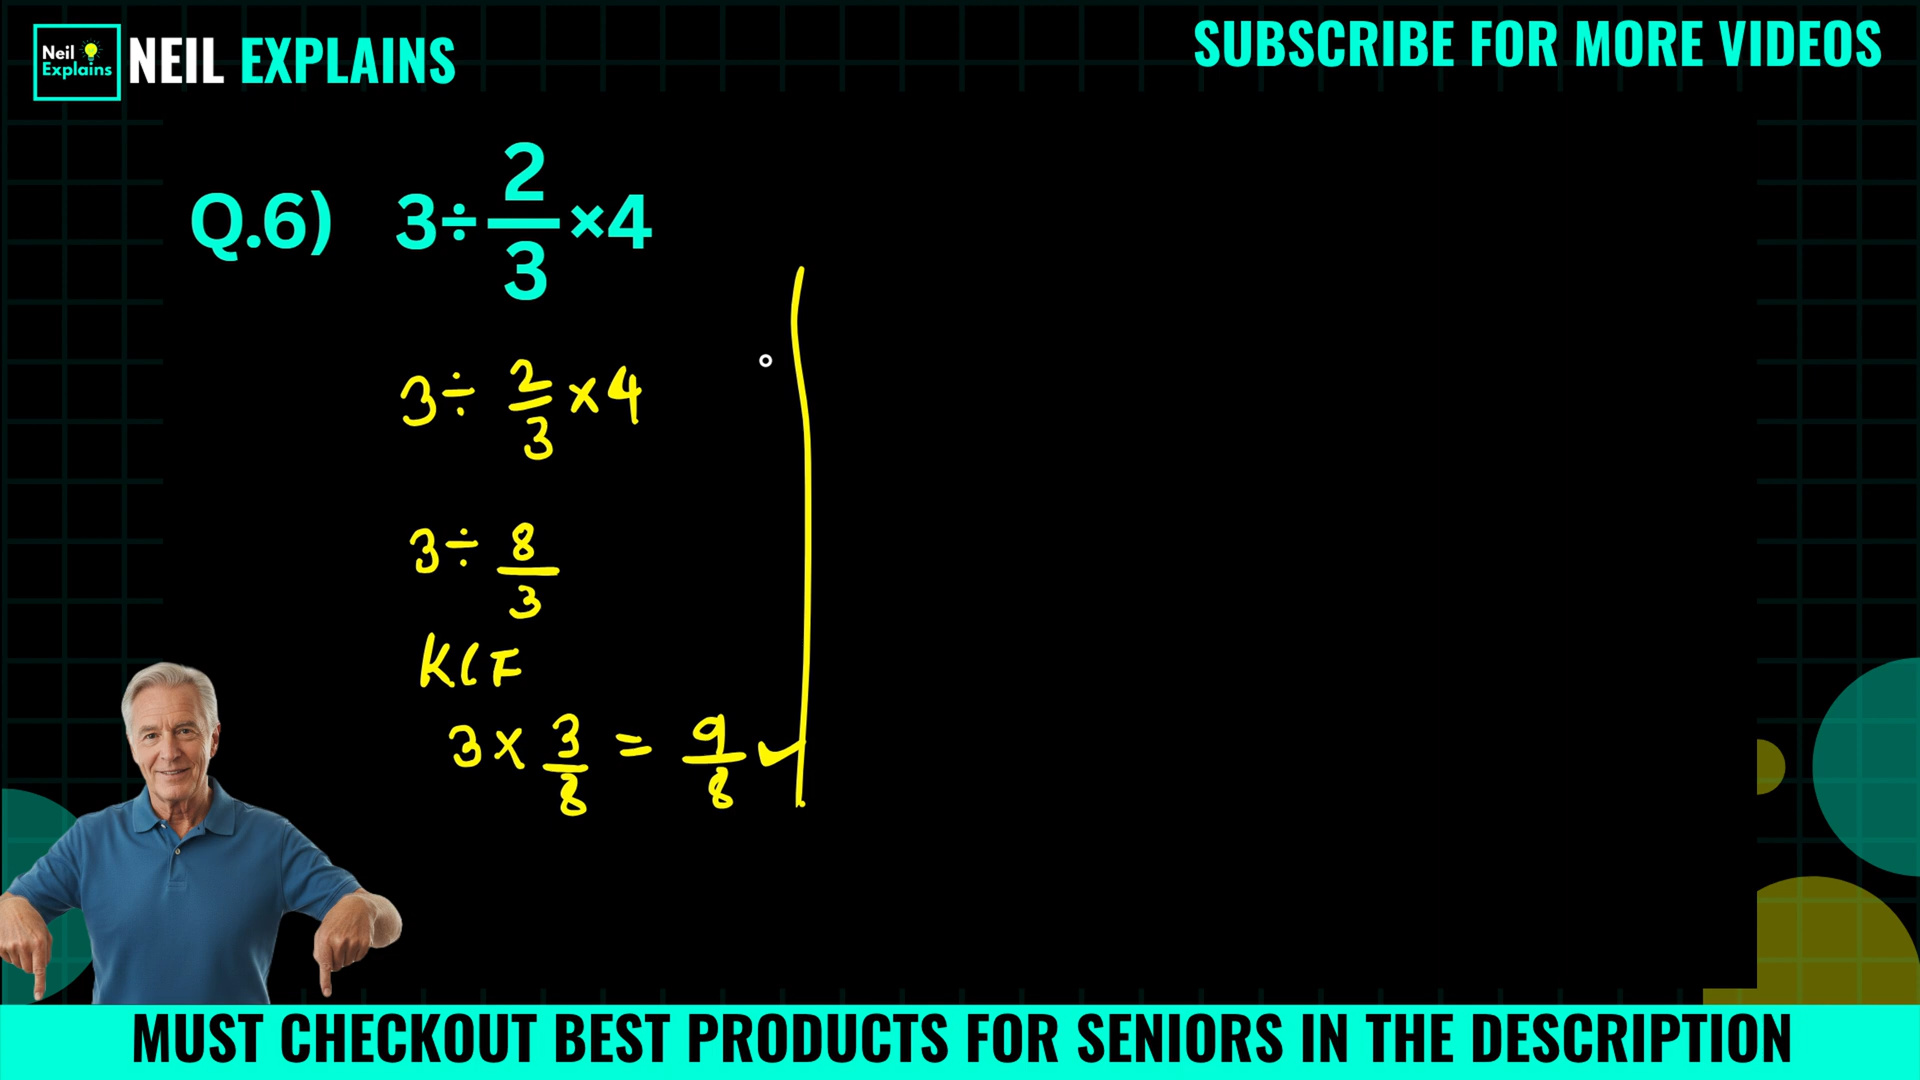 Neil
Explains
NEIL EXPLAINS
SUBSCRIBE FOR MORE VIDEOS
Q.6) 3÷2/3×4
3÷ 2/3 ×4
3÷ 8/3
KCF
3× 3/8 = 9/8 ✓
MUST CHECKOUT BEST PRODUCTS FOR SENIORS IN THE DESCRIPTION